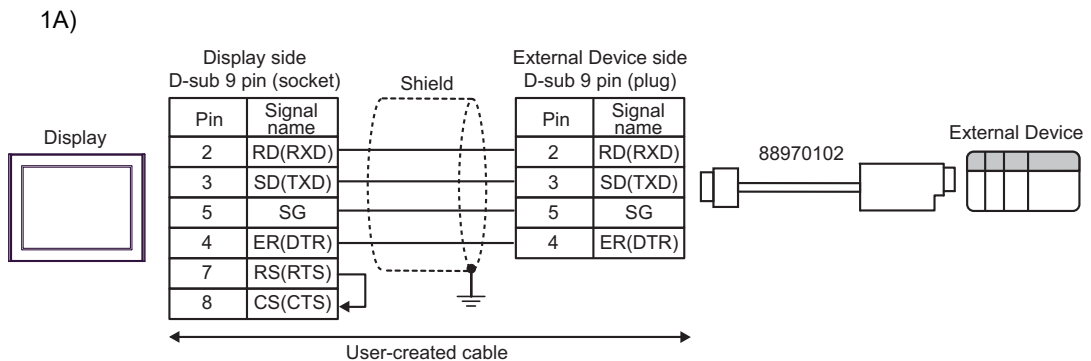 1A)
Display side
D-sub 9 pin (socket)
Shield
External Device side
D-sub 9 pin (plug)
Display
Pin Signal name
2 RD(RXD)
3 SD(TXD)
5 SG
4 ER(DTR)
7 RS(RTS)
8 CS(CTS)
Pin Signal name
2 RD(RXD)
3 SD(TXD)
5 SG
4 ER(DTR)
88970102
External Device
User-created cable